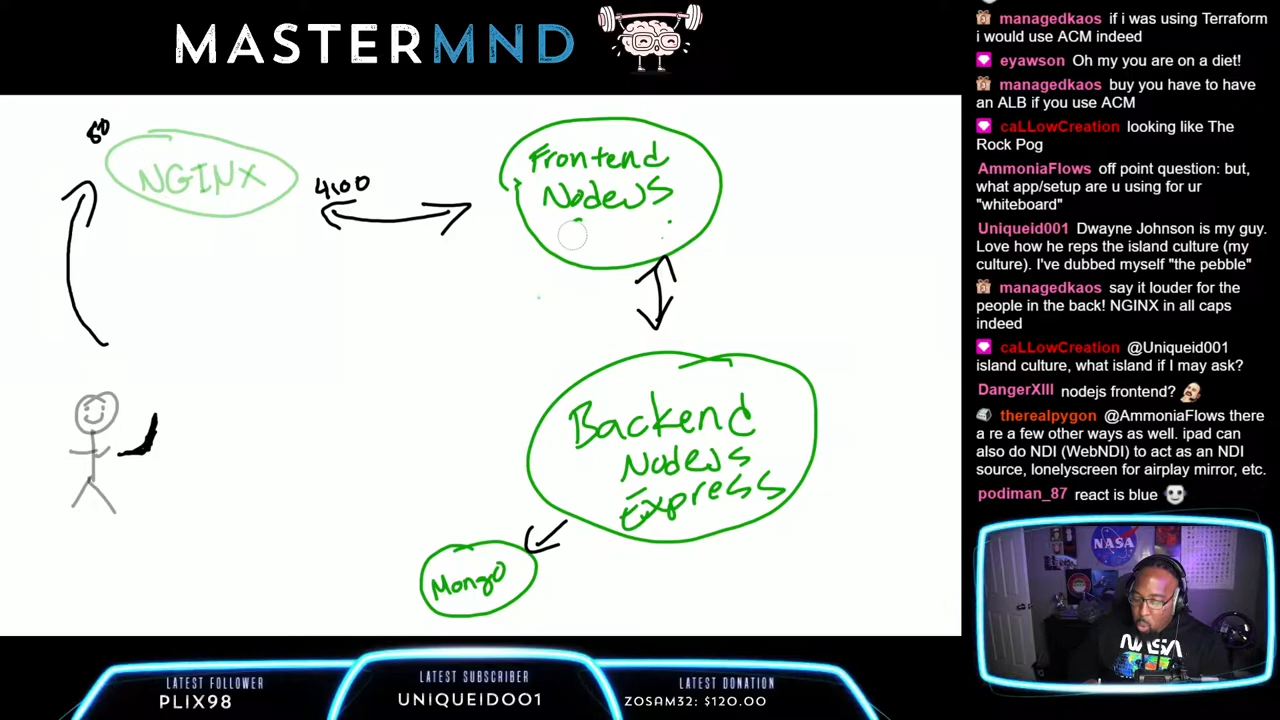 MASTERMND
80
NGINX
4100
Frontend
NodeJS
Backend
NodeJS
Express
Mongo
managedkaos if i was using Terraform
i would use ACM indeed
eyawson Oh my you are on a diet!
managedkaos buy you have to have
an ALB if you use ACM
caLLowCreation looking like The
Rock Pog
AmmoniaFlows off point question: but,
what app/setup are u using for ur
"whiteboard"
Uniqueid001 Dwayne Johnson is my guy.
Love how he reps the island culture (my
culture). I've dubbed myself "the pebble"
managedkaos say it louder for the
people in the back! NGINX in all caps
indeed
caLLowCreation @Uniqueid001
island culture, what island if I may ask?
DangerXIII nodejs frontend?
therealpygon @AmmoniaFlows there
a re a few other ways as well. ipad can
also do NDI (WebNDI) to act as an NDI
source, lonelyscreen for airplay mirror, etc.
podiman_87 react is blue
NASA
NASA
LATEST FOLLOWER
PLIX98
LATEST SUBSCRIBER
UNIQUEID001
LATEST DONATION
ZOSAM32: $120.00